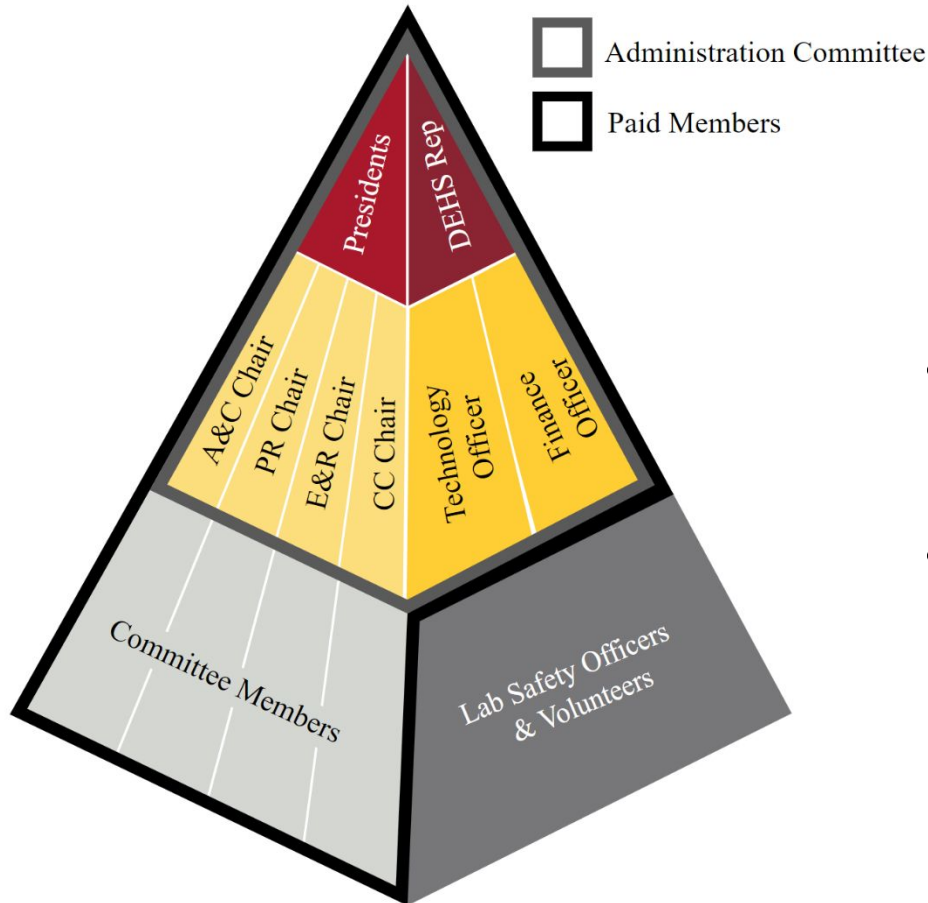 Administration Committee
Paid Members
Presidents
DEHS Rep
A&C Chair
PR Chair
E&R Chair
CC Chair
Technology
Officer
Finance
Officer
Committee Members
Lab Safety Officers
& Volunteers